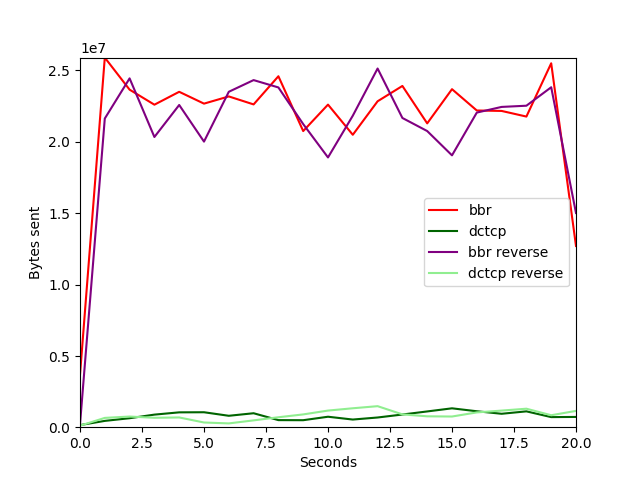 1e7
2.5
2.0
1.5
1.0
0.5
0.0
Bytes sent
bbr
dctcp
bbr reverse
dctcp reverse
0.0 2.5 5.0 7.5 10.0 12.5 15.0 17.5 20.0
Seconds